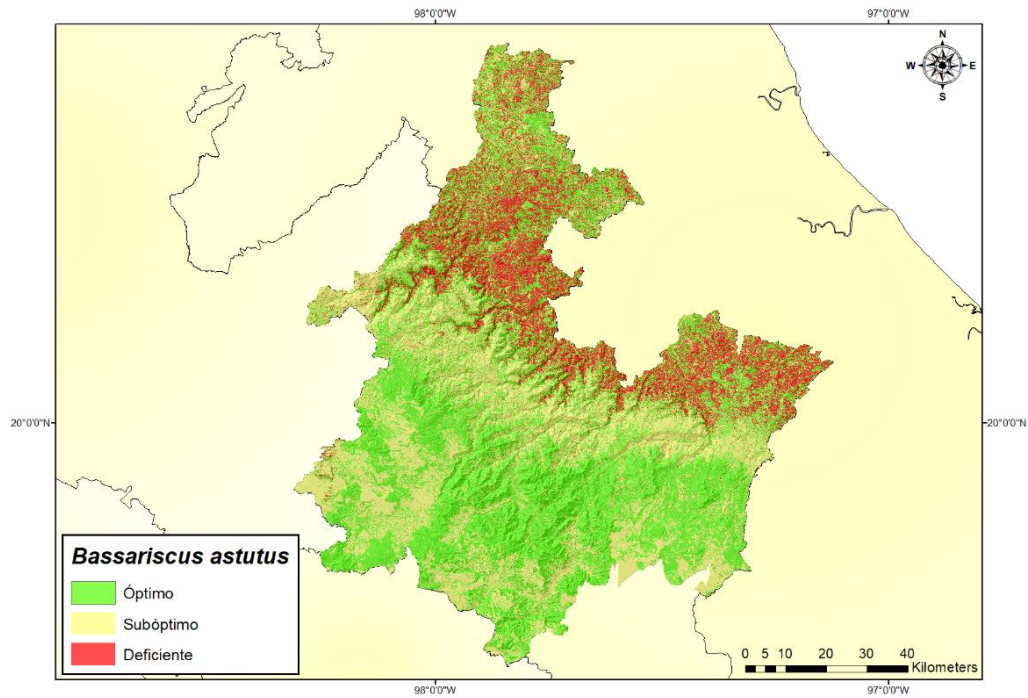 98°0'0"W 97°0'0"W
N
W E
S
20°0'0"N 20°0'0"N
Bassariscus astutus
Óptimo
Subóptimo
Deficiente
0 5 10 20 30 40
Kilometers
98°0'0"W 97°0'0"W